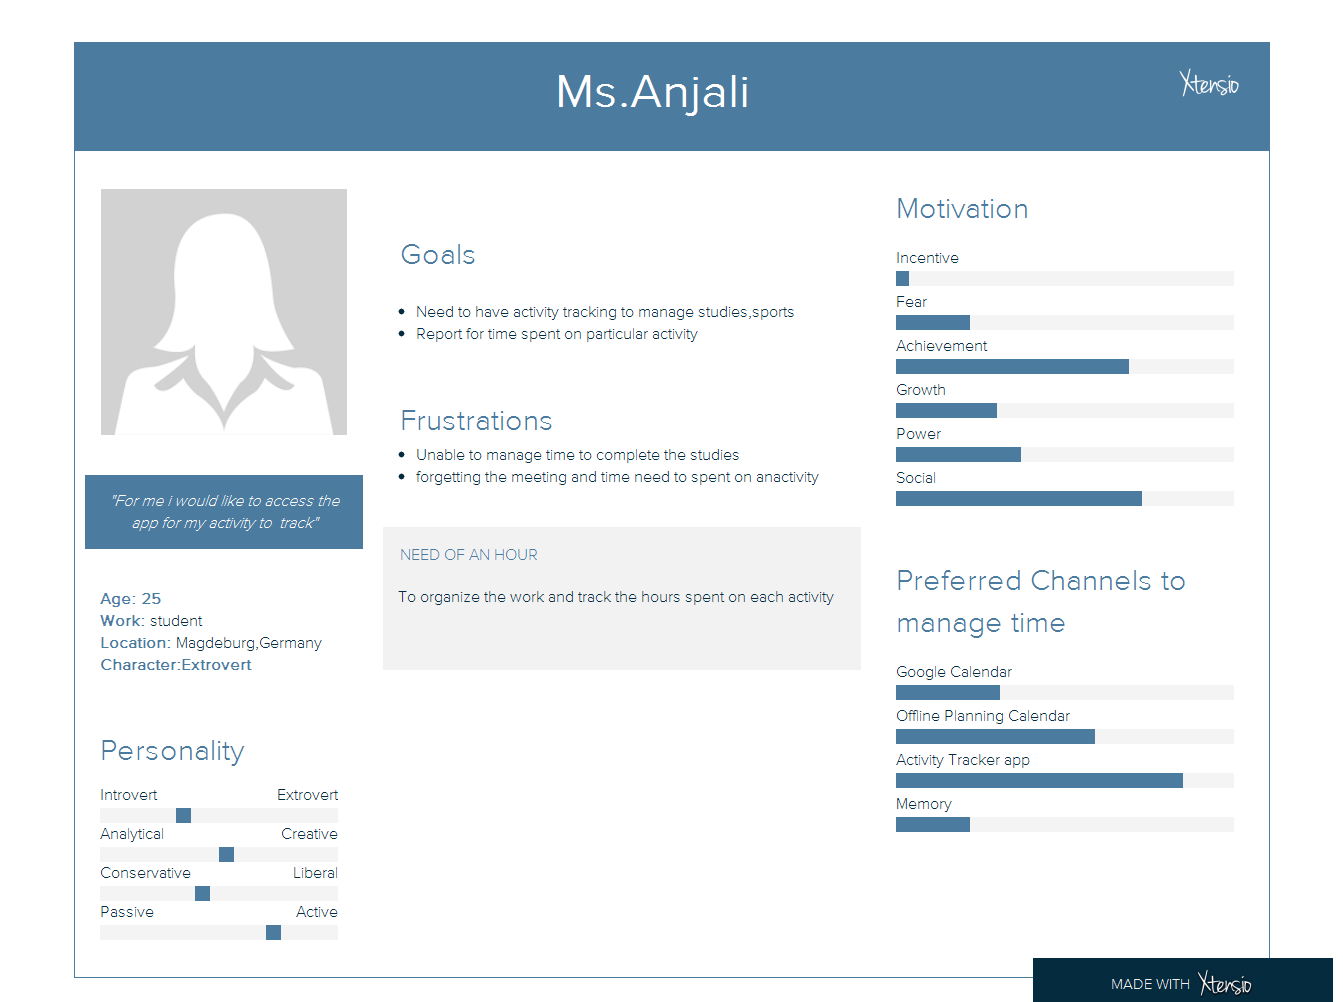 Ms.Anjali
Xtensio
"For me i would like to access the
app for my activity to track"
Age: 25
Work: student
Location: Magdeburg,Germany
Character:Extrovert
Personality
Introvert Extrovert
Analytical Creative
Conservative Liberal
Passive Active
Goals
• Need to have activity tracking to manage studies,sports
• Report for time spent on particular activity
Frustrations
• Unable to manage time to complete the studies
• forgetting the meeting and time need to spent on anactivity
NEED OF AN HOUR
To organize the work and track the hours spent on each activity
Motivation
Incentive
Fear
Achievement
Growth
Power
Social
Preferred Channels to
manage time
Google Calendar
Offline Planning Calendar
Activity Tracker app
Memory
MADE WITH Xtensio